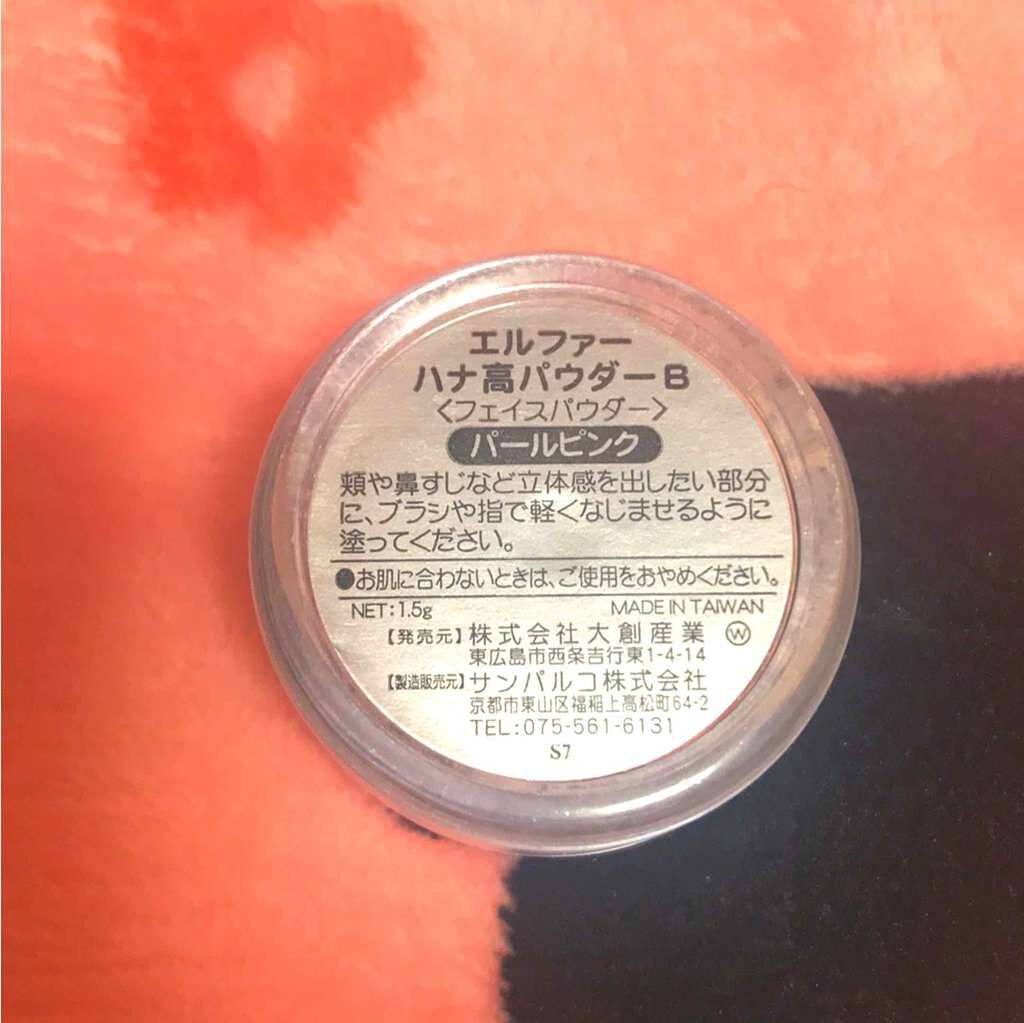 エルファー
ハナ高パウダーB
〈フェイスパウダー〉
パールピンク
頬や鼻すじなど立体感を出したい部分
に、ブラシや指で軽くなじませるように
塗ってください。
●お肌に合わないときは、ご使用をおやめください。
NET:1.5g MADE IN TAIWAN
【発売元】株式会社大創産業 Ⓦ
東広島市西条吉行東1-4-14
【製造販売元】サンパルコ株式会社
京都市東山区福稲上高松町64-2
TEL:075-561-6131
S7